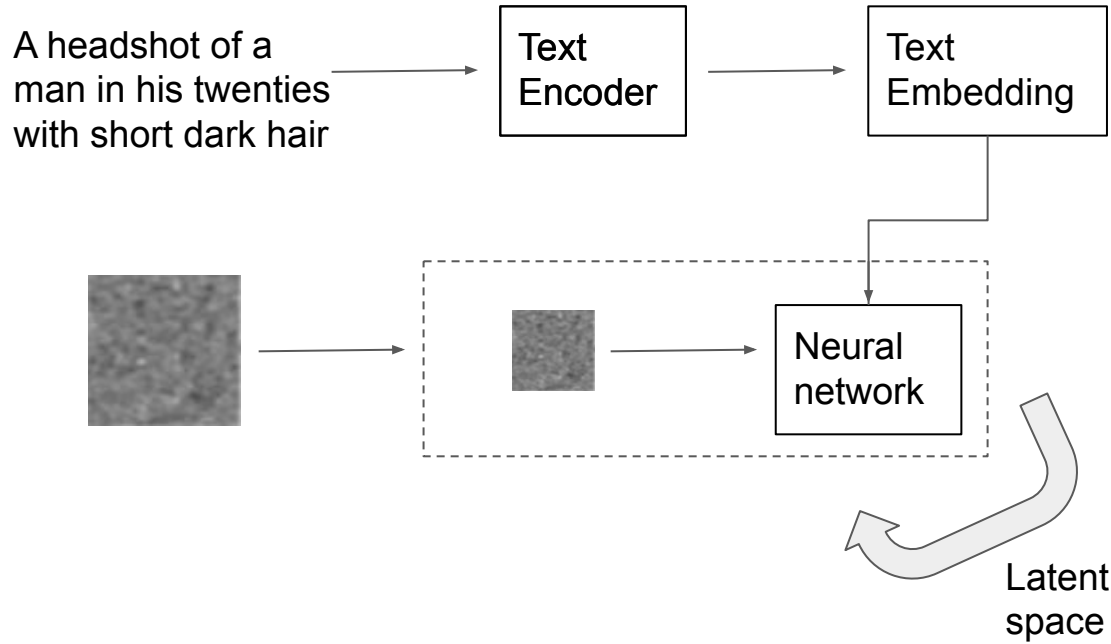 A headshot of a
man in his twenties
with short dark hair
Text
Encoder
Text
Embedding
Neural
network
Latent
space